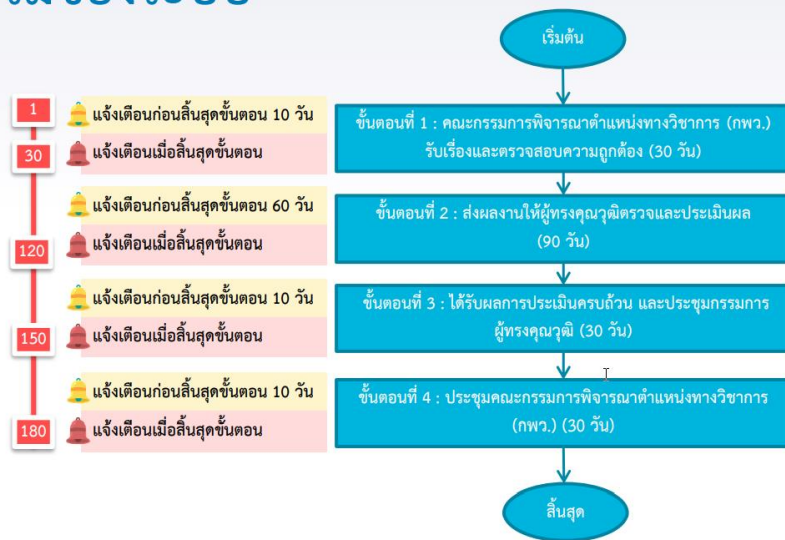 เริ่มต้น
1
แจ้งเตือนก่อนสิ้นสุดขั้นตอน 10 วัน
30
แจ้งเตือนเมื่อสิ้นสุดขั้นตอน
ขั้นตอนที่ 1 : คณะกรรมการพิจารณาตำแหน่งทางวิชาการ (กพว.)
รับเรื่องและตรวจสอบความถูกต้อง (30 วัน)
แจ้งเตือนก่อนสิ้นสุดขั้นตอน 60 วัน
120
แจ้งเตือนเมื่อสิ้นสุดขั้นตอน
ขั้นตอนที่ 2 : ส่งผลงานให้ผู้ทรงคุณวุฒิตรวจและประเมินผล
(90 วัน)
แจ้งเตือนก่อนสิ้นสุดขั้นตอน 10 วัน
150
แจ้งเตือนเมื่อสิ้นสุดขั้นตอน
ขั้นตอนที่ 3 : ได้รับผลการประเมินครบถ้วน และประชุมกรรมการ
ผู้ทรงคุณวุฒิ (30 วัน)
แจ้งเตือนก่อนสิ้นสุดขั้นตอน 10 วัน
180
แจ้งเตือนเมื่อสิ้นสุดขั้นตอน
ขั้นตอนที่ 4 : ประชุมคณะกรรมการพิจารณาตำแหน่งทางวิชาการ
(กพว.) (30 วัน)
สิ้นสุด